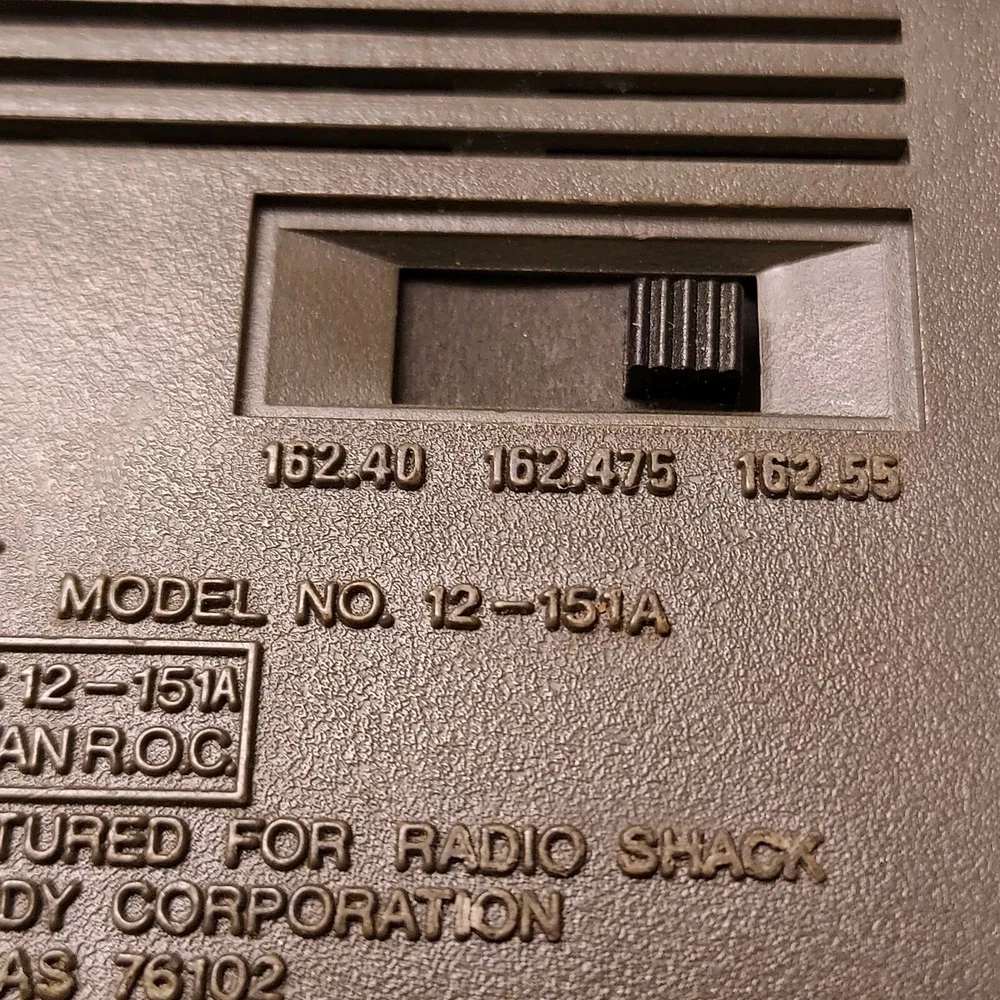 162.40 162.475 162.55
MODEL NO. 12-151A
12-151A
AN R.O.C.
TURED FOR RADIO SHACK
DY CORPORATION
AS 76102